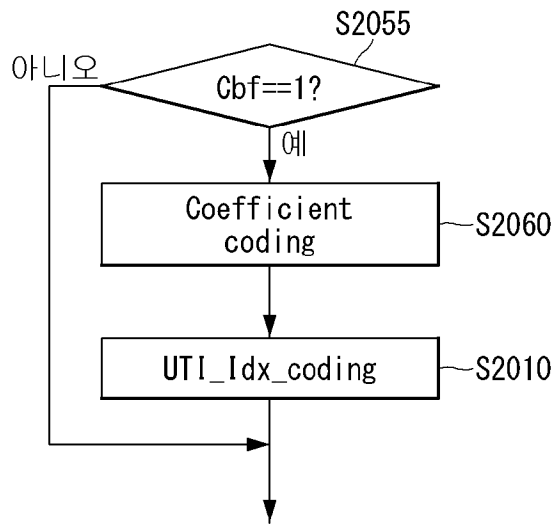 S2055
아니오
Cbf==1?
예
Coefficient
coding
S2060
UTI_Idx_coding
S2010